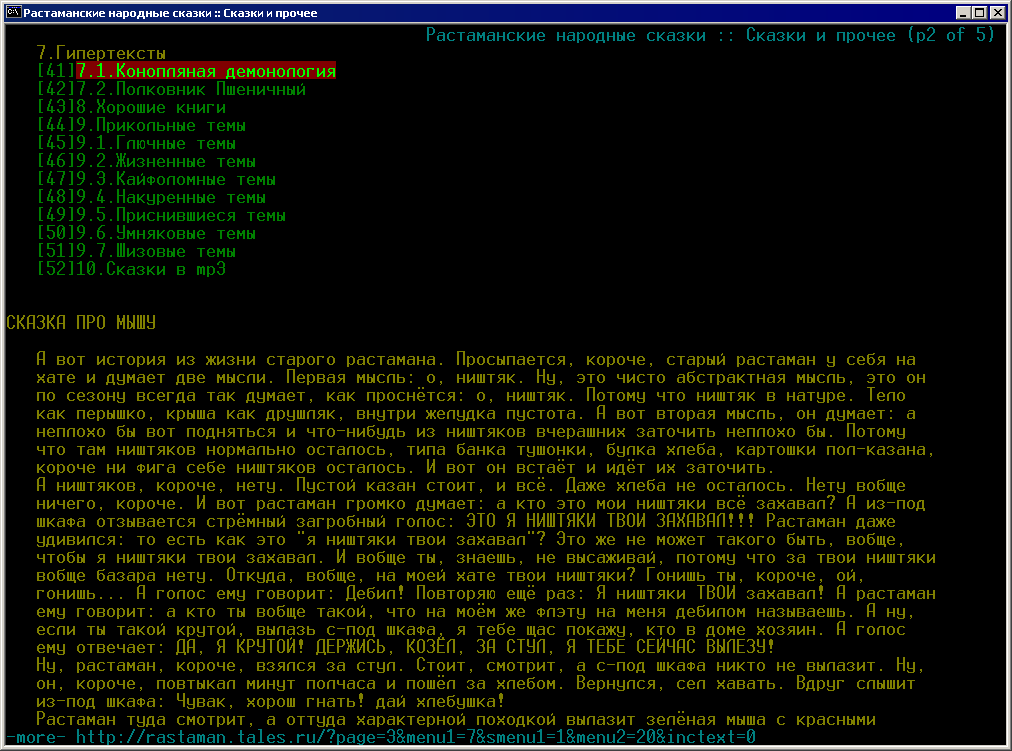 Растаманские народные сказки :: Сказки и прочее
Растаманские народные сказки :: Сказки и прочее (p2 of 5)
7.Гипертексты
[41]7.1.Конопляная демонология
[42]7.2.Полковник Пшеничный
[43]8.Хорошие книги
[44]9.Прикольные темы
[45]9.1.Глючные темы
[46]9.2.Жизненные темы
[47]9.3.Кайфоломные темы
[48]9.4.Накуренные темы
[49]9.5.Приснившиеся темы
[50]9.6.Умняковые темы
[51]9.7.Шизовые темы
[52]10.Сказки в mp3
СКАЗКА ПРО МЫШУ
А вот история из жизни старого растамана. Просыпается, короче, старый растаман у себя на
хате и думает две мысли. Первая мысль: о, ништяк. Ну, это чисто абстрактная мысль, это он
по сезону всегда так думает, как проснётся: о, ништяк. Потому что ништяк в натуре. Тело
как перышко, крыша как друшляк, внутри желудка пустота. А вот вторая мысль, он думает: а
неплохо бы вот подняться и что-нибудь из ништяков вчерашних заточить неплохо бы. Потому
что там ништяков нормально осталось, типа банка тушонки, булка хлеба, картошки пол-казана,
короче ни фига себе ништяков осталось. И вот он встаёт и идёт их заточить.
А ништяков, короче, нету. Пустой казан стоит, и всё. Даже хлеба не осталось. Нету вобще
ничего, короче. И вот растаман громко думает: а кто это мои ништяки всё захавал? А из-под
шкафа отзывается стрёмный загробный голос: ЭТО Я НИШТЯКИ ТВОИ ЗАХАВАЛ!!! Растаман даже
удивился: то есть как это "я ништяки твои захавал"? Это же не может такого быть, вобще,
чтобы я ништяки твои захавал. И вобще ты, знаешь, не высаживай, потому что за твои ништяки
вобще базара нету. Откуда, вобще, на моей хате твои ништяки? Гонишь ты, короче, ой,
гонишь... А голос ему говорит: Дебил! Повторяю ещё раз: Я ништяки ТВОИ захавал! А растаман
ему говорит: а кто ты вобще такой, что на моём же флэту на меня дебилом называешь. А ну,
если ты такой крутой, вылазь с-под шкафа, я тебе щас покажу, кто в доме хозяин. А голос
ему отвечает: ДА, Я КРУТОЙ! ДЕРЖИСЬ, КОЗЁЛ, ЗА СТУЛ, Я ТЕБЕ СЕЙЧАС ВЫЛЕЗУ!
Ну, растаман, короче, взялся за стул. Стоит, смотрит, а с-под шкафа никто не вылазит. Ну,
он, короче, повтыкал минут полчаса и пошёл за хлебом. Вернулся, сел хавать. Вдруг слышит
из-под шкафа: Чувак, хорош гнать! дай хлебушка!
Растаман туда смотрит, а оттуда характерной походкой вылазит зелёная мыша с красными
-more- http://rastaman.tales.ru/?page=3&menu1=7&smenu1=1&menu2=20&inctext=0